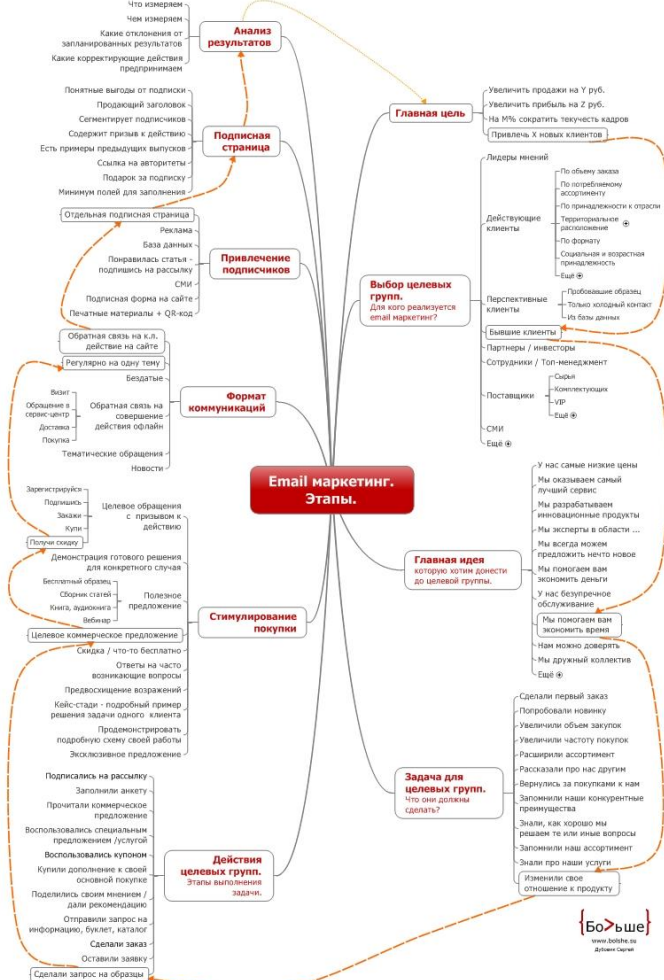 Email маркетинг.
Этапы.
Главная цель
Увеличить продажи на Y руб.
Увеличить прибыль на Z руб.
На M% сократить текучесть кадров
Привлечь X новых клиентов
Выбор целевых
групп.
Для кого реализуется
email маркетинг?
Лидеры мнений
Действующие
клиенты
По объему заказа
По потребляемому
ассортименту
По принадлежности к отрасли
Территориальное
расположение
По формату
Социальная и возрастная
принадлежность
Ещё
Перспективные
клиенты
Пробовавшие образец
Только холодный контакт
Из базы данных
Бывшие клиенты
Партнеры / инвесторы
Сотрудники / Топ-менеджмент
Поставщики
Сырья
Комплектующих
VIP
Ещё
СМИ
Ещё
Главная идея
которую хотим донести
до целевой группы.
У нас самые низкие цены
Мы оказываем самый
лучший сервис
Мы разрабатываем
инновационные продукты
Мы эксперты в области ...
Мы всегда можем
предложить нечто новое
Мы помогаем вам
экономить деньги
У нас безупречное
обслуживание
Мы помогаем вам
экономить время
Нам можно доверять
Мы дружный коллектив
Ещё
Задача для
целевых групп.
Что они должны
сделать?
Сделали первый заказ
Попробовали новинку
Увеличили объем закупок
Увеличили частоту покупок
Расширили ассортимент
Рассказали про нас другим
Вернулись за покупками к нам
Запомнили наши конкурентные
преимущества
Знали, как хорошо мы
решаем те или иные вопросы
Запомнили наш ассортимент
Знали про наши услуги
Изменили свое
отношение к продукту
Действия
целевых групп.
Этапы выполнения
задачи.
Подписались на рассылку
Заполнили анкету
Прочитали коммерческое
предложение
Воспользовались специальным
предложением /услугой
Воспользовались купоном
Купили дополнение к своей
основной покупке
Поделились своим мнением /
дали рекомендацию
Отправили запрос на
информацию, буклет, каталог
Сделали заказ
Оставили заявку
Сделали запрос на образцы
Стимулирование
покупки
Целевое обращения
с призывом к
действию
Зарегистрируйся
Подпишись
Закажи
Купи
Получи скидку
Демонстрация готового решения
для конкретного случая
Полезное
предложение
Бесплатный образец
Сборник статей
Книга, аудиокнига
Вебинар
Целевое коммерческое предложение
Скидка / что-то бесплатно
Ответы на часто
возникающие вопросы
Предвосхищение возражений
Кейс-стади - подробный пример
решения задачи одного клиента
Продемонстрировать
подробную схему своей работы
Эксклюзивное предложение
Формат
коммуникаций
Обратная связь на к.л.
действие на сайте
Регулярно на одну тему
Бездатые
Обратная связь на
совершение
действия офлайн
Визит
Обращение в
сервис-центр
Доставка
Покупка
Тематические обращения
Новости
Привлечение
подписчиков
Отдельная подписная страница
Реклама
База данных
Понравилась статья -
подпишись на рассылку
СМИ
Подписная форма на сайте
Печатные материалы + QR-код
Подписная
страница
Понятные выгоды от подписки
Продающий заголовок
Сегментирует подписчиков
Содержит призыв к действию
Есть примеры предыдущих выпусков
Ссылка на авторитеты
Подарок за подписку
Минимум полей для заполнения
Анализ
результатов
Что измеряем
Чем измеряем
Какие отклонения от
запланированных результатов
Какие корректирующие действия
предпринимаем
{Бо>ьше}
www.bolshe.su
Дубовик Сергей